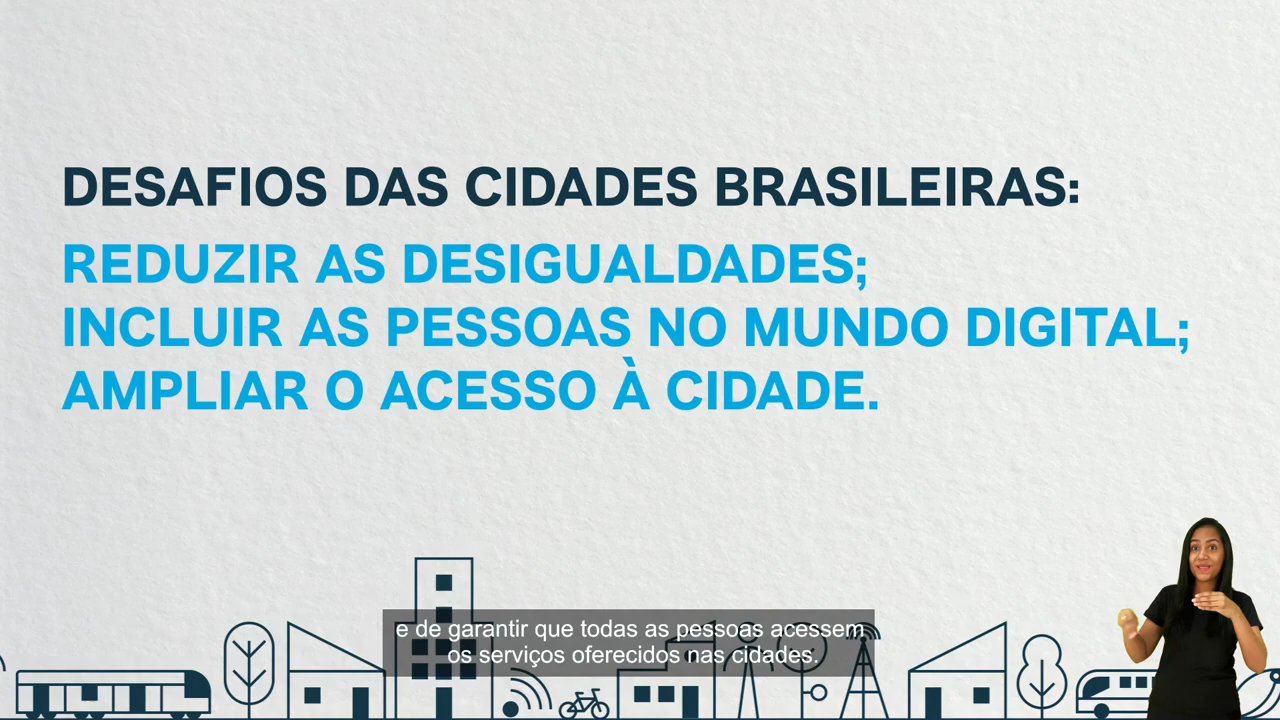 DESAFIOS DAS CIDADES BRASILEIRAS:
REDUZIR AS DESIGUALDADES;
INCLUIR AS PESSOAS NO MUNDO DIGITAL;
AMPLIAR O ACESSO À CIDADE.
e de garantir que todas as pessoas acessem
os serviços oferecidos nas cidades.